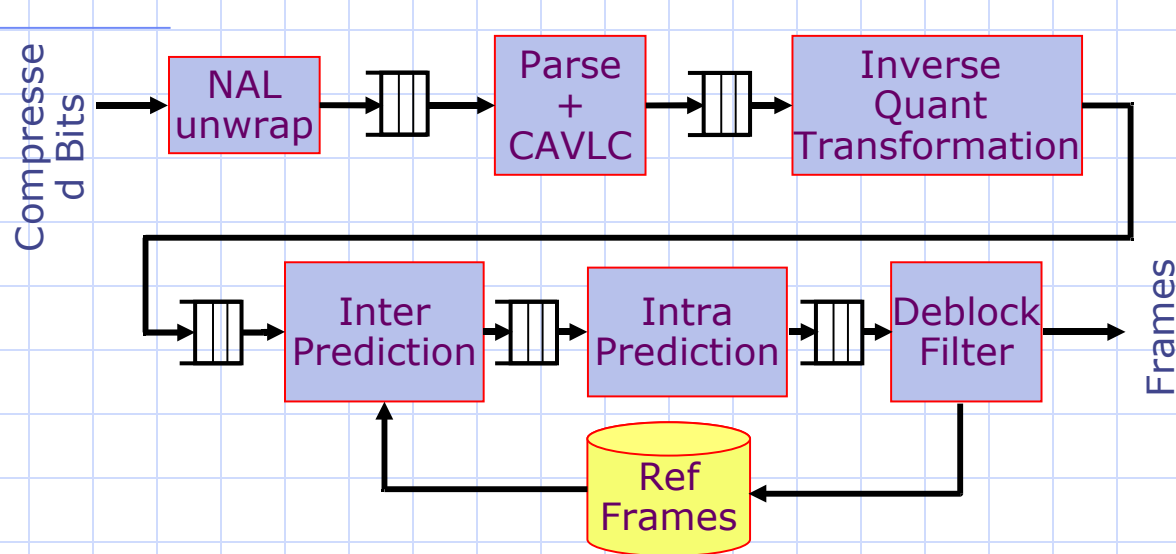 Compresse
d Bits
NAL
unwrap
Parse
+
CAVLC
Inverse
Quant
Transformation
Inter
Prediction
Intra
Prediction
Deblock
Filter
Frames
Ref
Frames